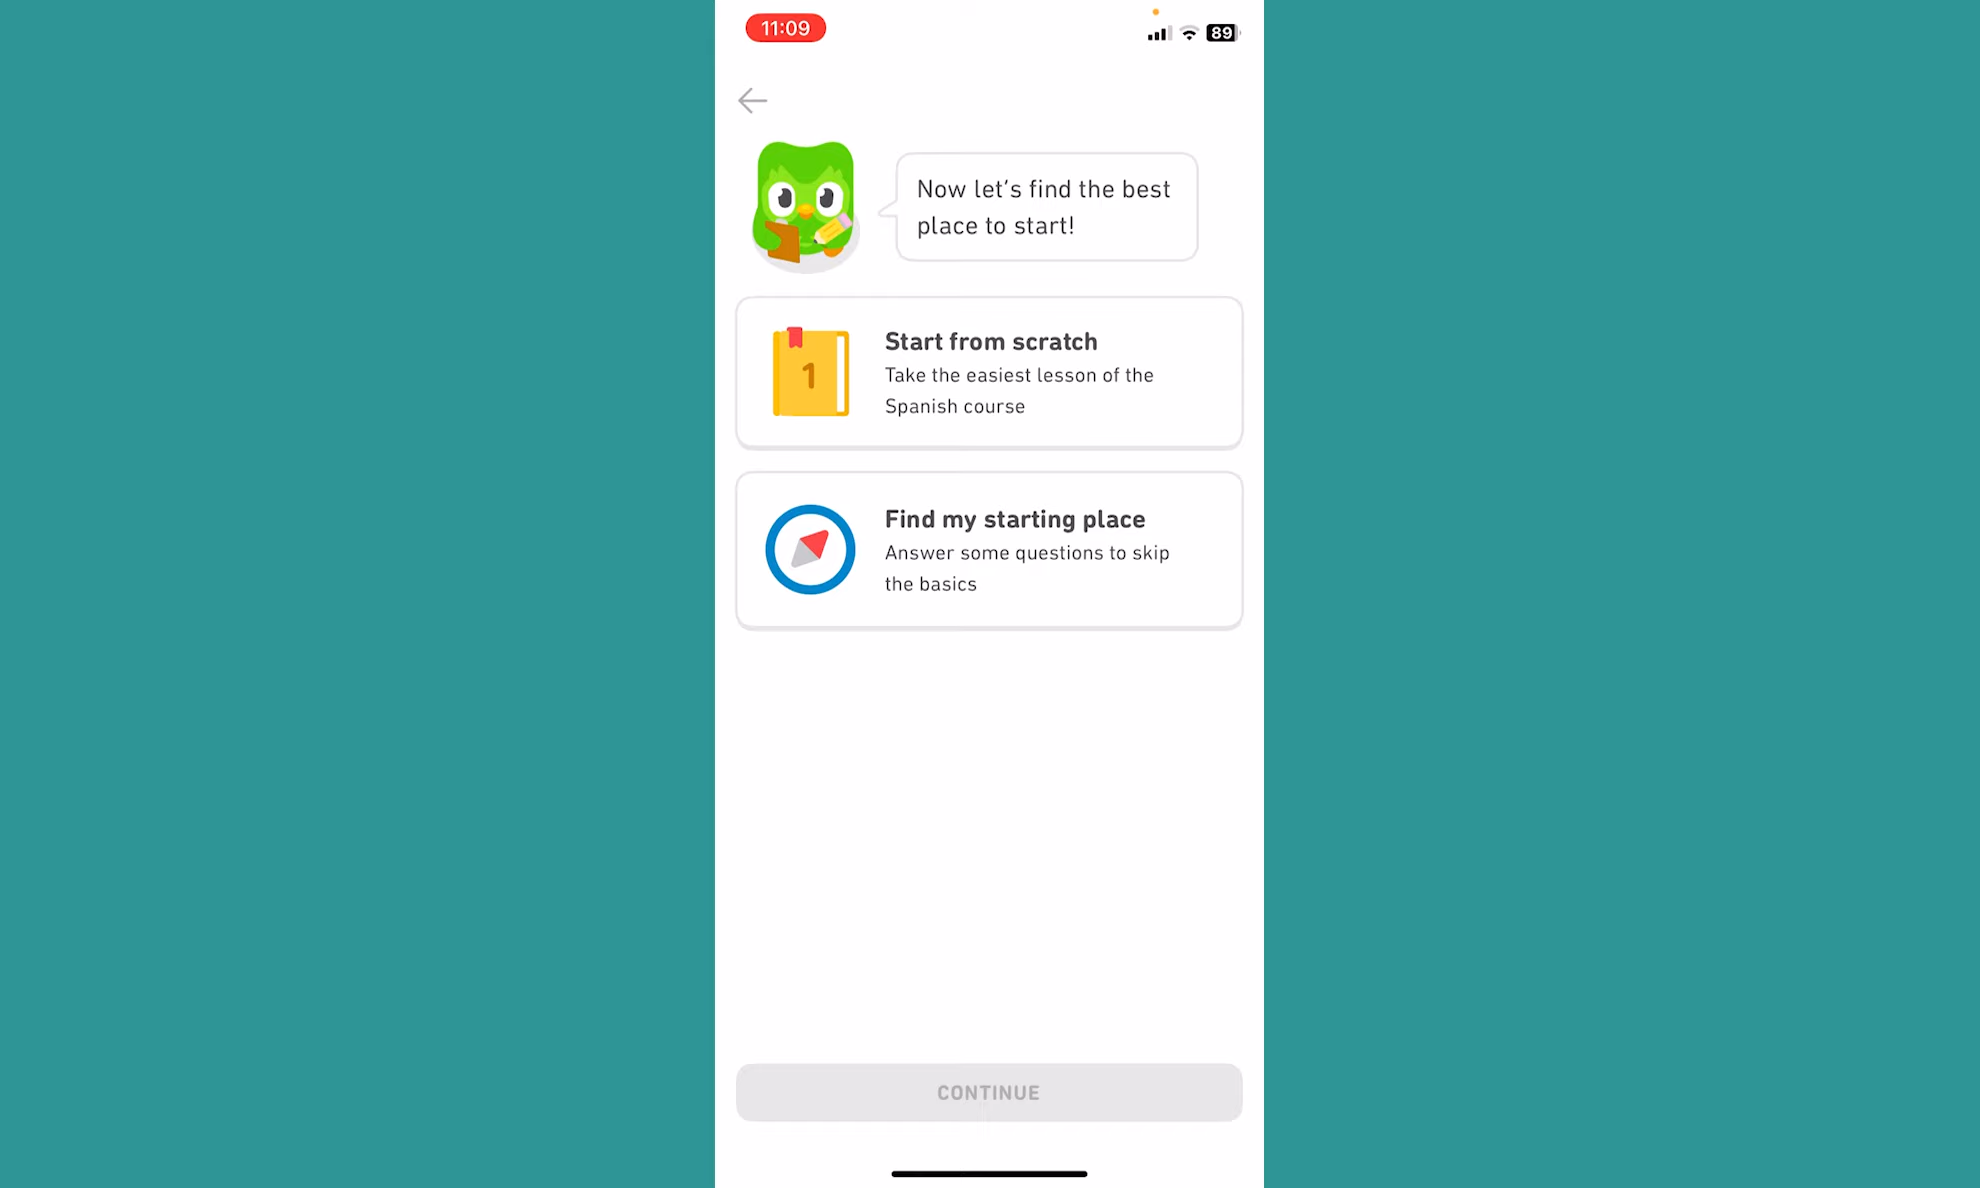 11:09
89
Now let's find the best
place to start!
1
Start from scratch
Take the easiest lesson of the
Spanish course
Find my starting place
Answer some questions to skip
the basics
CONTINUE